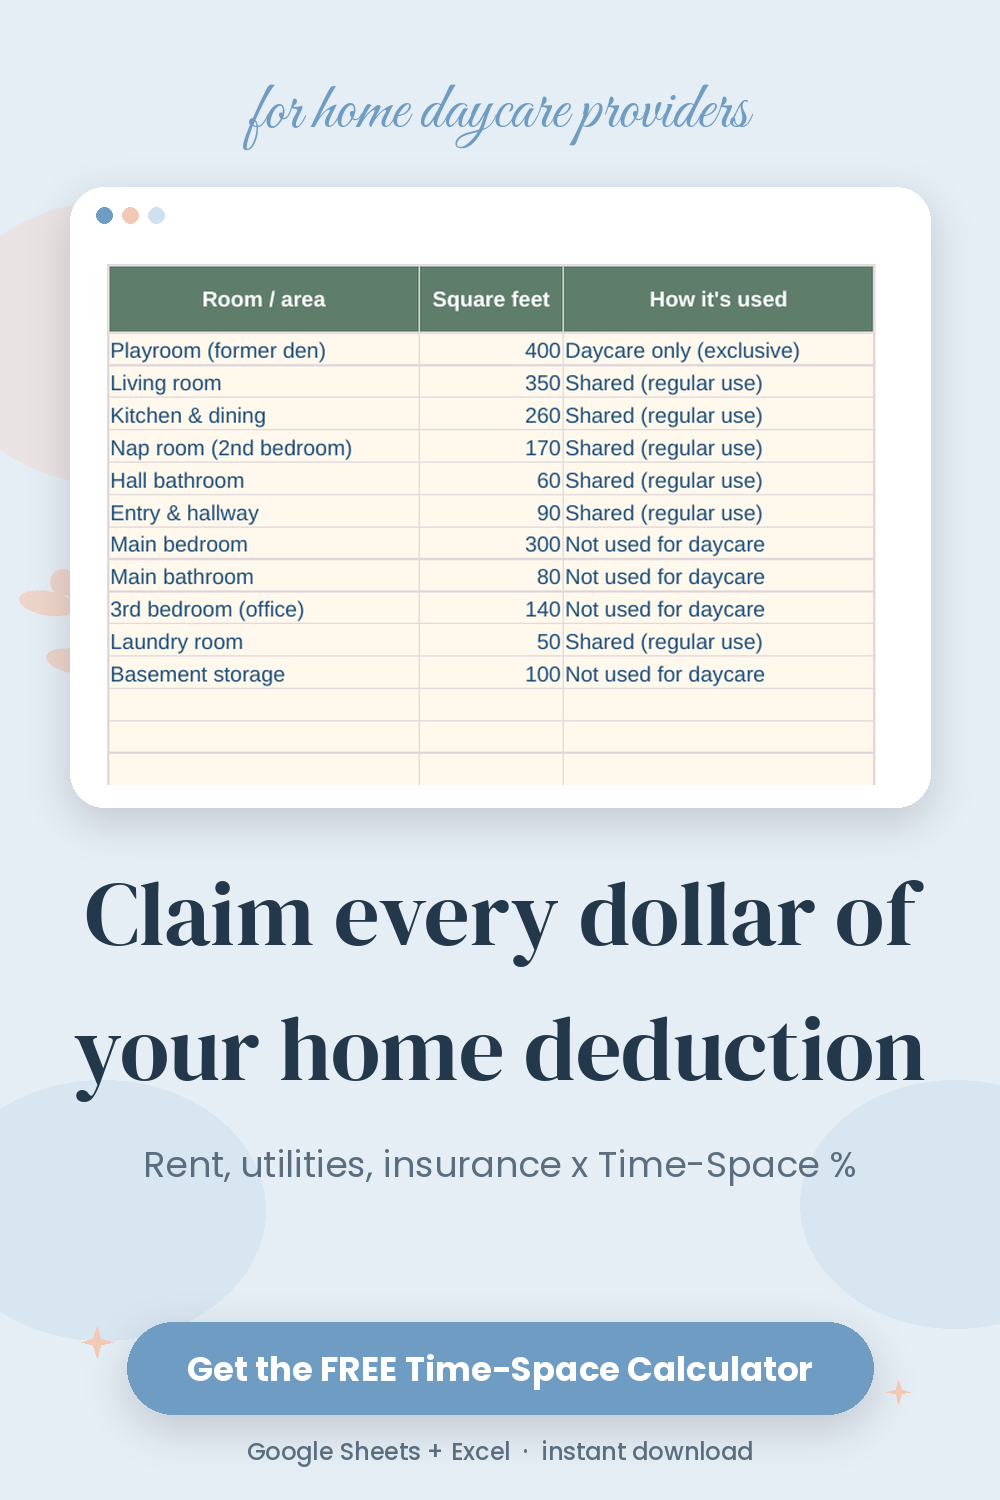 for home daycare providers
Room / area Square feet How it's used
Playroom (former den) 400 Daycare only (exclusive)
Living room 350 Shared (regular use)
Kitchen & dining 260 Shared (regular use)
Nap room (2nd bedroom) 170 Shared (regular use)
Hall bathroom 60 Shared (regular use)
Entry & hallway 90 Shared (regular use)
Main bedroom 300 Not used for daycare
Main bathroom 80 Not used for daycare
3rd bedroom (office) 140 Not used for daycare
Laundry room 50 Shared (regular use)
Basement storage 100 Not used for daycare
Claim every dollar of
your home deduction
Rent, utilities, insurance x Time-Space %
Get the FREE Time-Space Calculator
Google Sheets + Excel · instant download